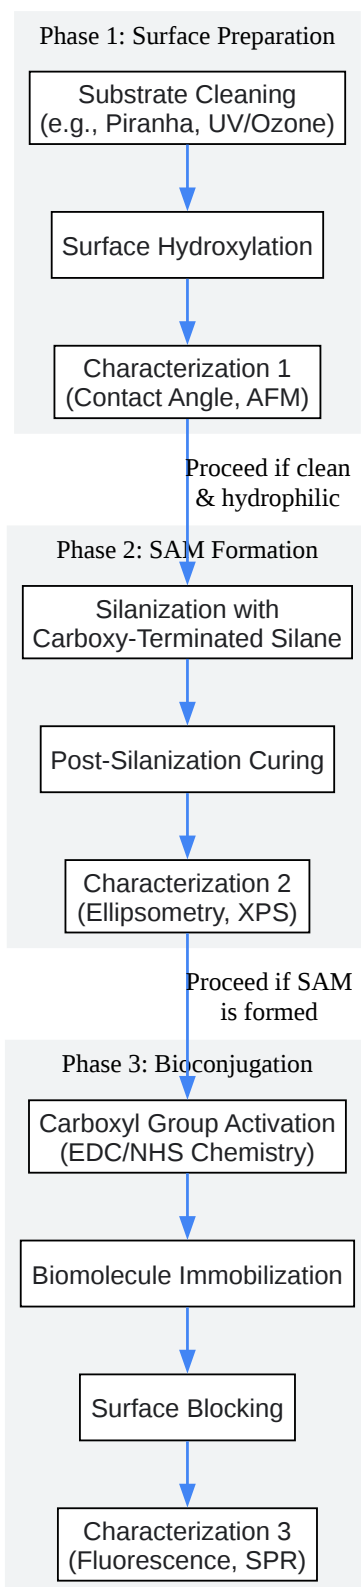 Phase 1: Surface Preparation
Substrate Cleaning
(e.g., Piranha, UV/Ozone)
Surface Hydroxylation
Characterization 1
(Contact Angle, AFM)
Proceed if clean
& hydrophilic
Phase 2: SAM Formation
Silanization with
Carboxy-Terminated Silane
Post-Silanization Curing
Characterization 2
(Ellipsometry, XPS)
Proceed if SAM
is formed
Phase 3: Bioconjugation
Carboxyl Group Activation
(EDC/NHS Chemistry)
Biomolecule Immobilization
Surface Blocking
Characterization 3
(Fluorescence, SPR)